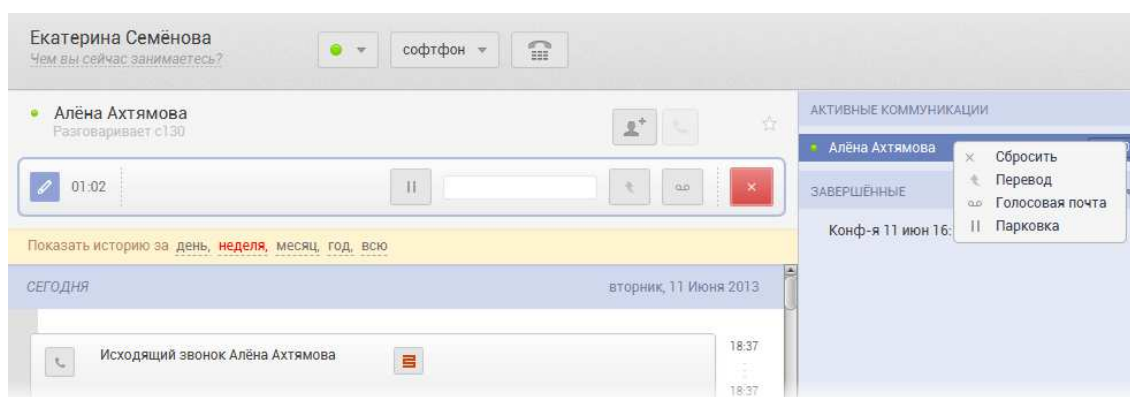 Екатерина Семёнова
Чем вы сейчас занимаетесь?
софтфон
Алёна Ахтямова
Разговаривает с130
01:02
Показать историю за день, неделя, месяц, год, всю
СЕГОДНЯ
вторник, 11 Июня 2013
Исходящий звонок Алёна Ахтямова
18:37
18:37
АКТИВНЫЕ КОММУНИКАЦИИ
Алёна Ахтямова
Сбросить
Перевод
Голосовая почта
Парковка
ЗАВЕРШЁННЫЕ
Конф-я 11 июн 16: